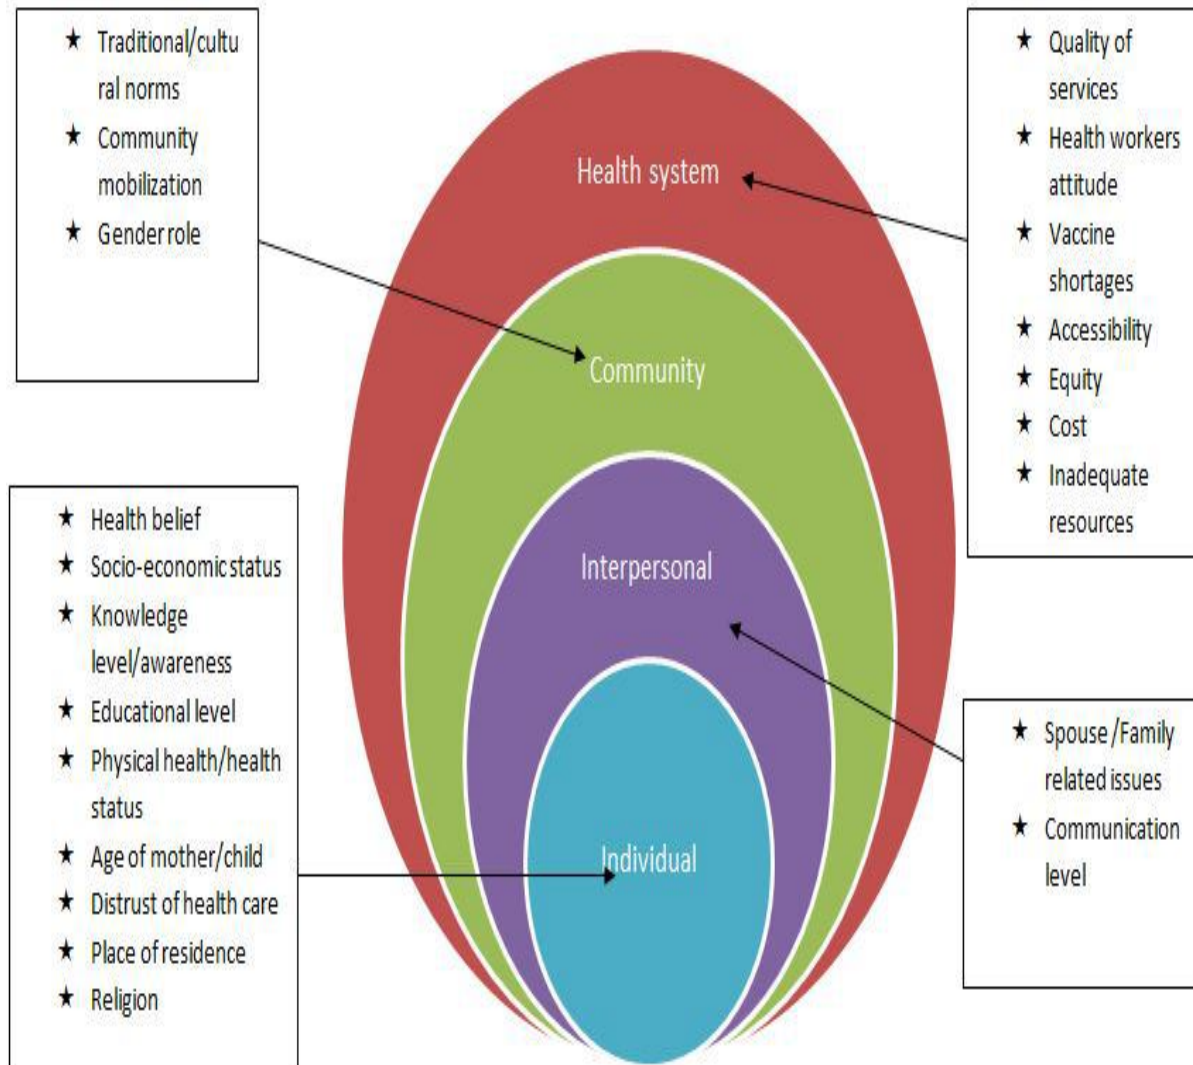 ★ Traditional/cultu
ral norms
★ Community
mobilization
★ Gender role
★ Quality of
services
★ Health workers
attitude
★ Vaccine
shortages
★ Accessibility
★ Equity
★ Cost
★ Inadequate
resources
Health system
Community
Interpersonal
Individual
★ Health belief
★ Socio-economic status
★ Knowledge
level/awareness
★ Educational level
★ Physical health/health
status
★ Age of mother/child
★ Distrust of health care
★ Place of residence
★ Religion
★ Spouse /Family
related issues
★ Communication
level